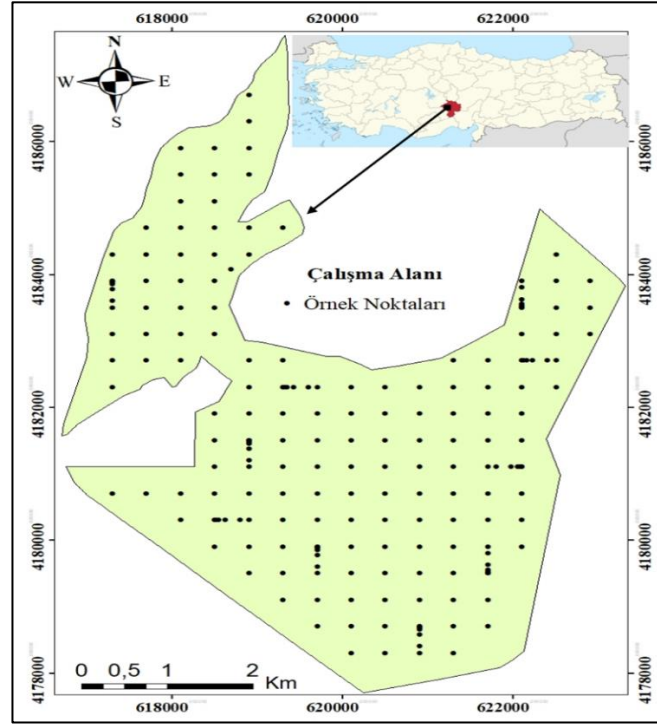 618000 620000 622000
N
W E
S
4186000 4186000
4184000 4184000
Çalışma Alanı
Örnek Noktaları
4182000 4182000
4180000 4180000
4178000 4178000
0 0,5 1 2
Km
618000 620000 622000